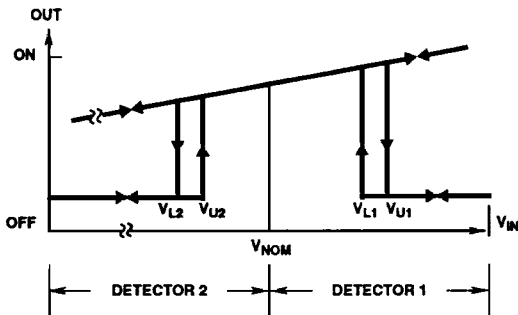 OUT
ON
OFF
VL2 VU2 VL1 VU1 VIN
VNOM
DETECTOR 2 DETECTOR 1